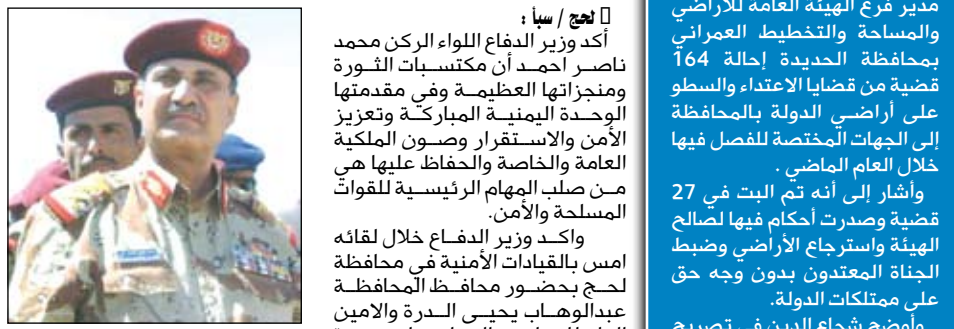 مدير فرع الهيئة العامة للأراضي
والمساحة والتخطيط العمراني
بمحافظة الحديدة إحالة 164
قضية من قضايا الاعتداء والسطو
على أراضي الدولة بالمحافظة
إلى الجهات المختصة للفصل فيها
خلال العام الماضي .
وأشار إلى أنه تم البت في 27
قضية وصدرت أحكام فيها لصالح
الهيئة واسترجاع الأراضي وضبط
الجناة المعتدون بدون وجه حق
على ممتلكات الدولة.
وأوضح شجاع الدين في تصريح
لحج / سبأ :
أكد وزير الدفاع اللواء الركن محمد
ناصر احمد أن مكتسبات الثورة
ومنجزاتها العظيمة وفي مقدمتها
الوحدة اليمنية المباركة وتعزيز
الأمن والاستقرار وصون الملكية
العامة والخاصة والحفاظ عليها هي
من صلب المهام الرئيسية للقوات
المسلحة والأمن.
واكد وزير الدفاع خلال لقائه
امس بالقيادات الأمنية في محافظة
لحج بحضور محافظ المحافظة
عبدالوهاب يحيى الدرة والامين